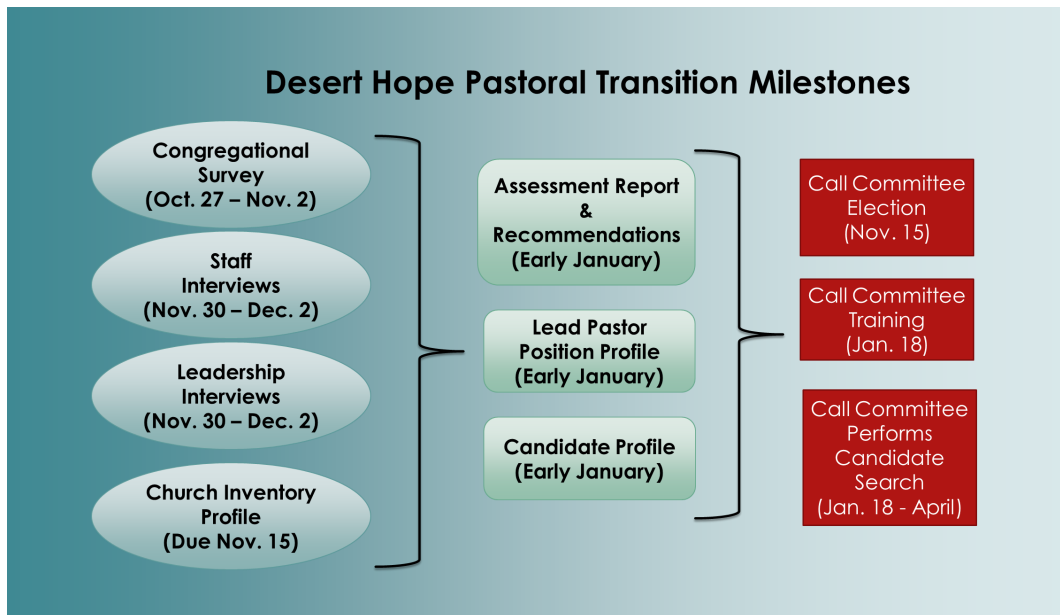 Desert Hope Pastoral Transition Milestones
Congregational
Survey
(Oct. 27 – Nov. 2)
Staff
Interviews
(Nov. 30 – Dec. 2)
Leadership
Interviews
(Nov. 30 – Dec. 2)
Church Inventory
Profile
(Due Nov. 15)
Assessment Report
&
Recommendations
(Early January)
Lead Pastor
Position Profile
(Early January)
Candidate Profile
(Early January)
Call Committee
Election
(Nov. 15)
Call Committee
Training
(Jan. 18)
Call Committee
Performs
Candidate
Search
(Jan. 18 - April)